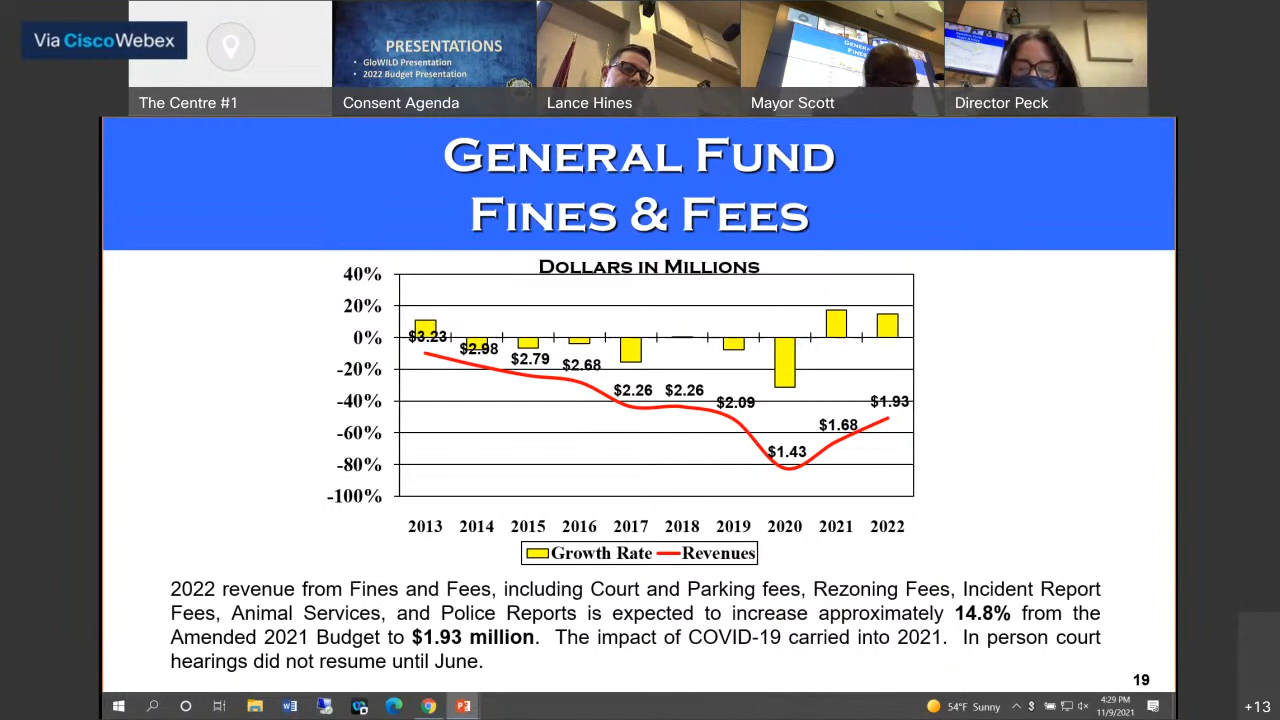 Via CiscoWebex
PRESENTATIONS
• GloWILD Presentation
• 2022 Budget Presentation
The Centre #1
Consent Agenda
Lance Hines
Mayor Scott
Director Peck
GENERAL FUND
FINES & FEES
DOLLARS IN MILLIONS
40%
20%
0%
-20%
-40%
-60%
-80%
-100%
$3.23
$2.98
$2.79
$2.68
$2.26
$2.26
$2.09
$1.43
$1.68
$1.93
2013 2014 2015 2016 2017 2018 2019 2020 2021 2022
Growth Rate Revenues
2022 revenue from Fines and Fees, including Court and Parking fees, Rezoning Fees, Incident Report
Fees, Animal Services, and Police Reports is expected to increase approximately 14.8% from the
Amended 2021 Budget to $1.93 million. The impact of COVID-19 carried into 2021. In person court
hearings did not resume until June.
19
54°F Sunny
4:29 PM
11/9/2021
+13